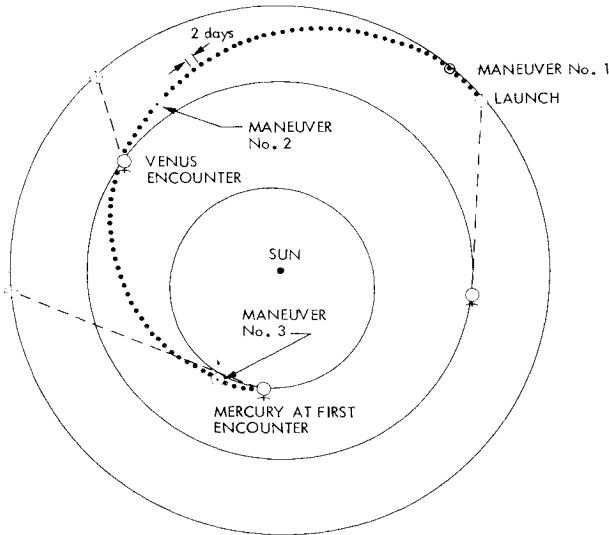 2 days
MANEUVER No. 1
LAUNCH
MANEUVER
No. 2
VENUS
ENCOUNTER
SUN
MANEUVER
No. 3
MERCURY AT FIRST
ENCOUNTER